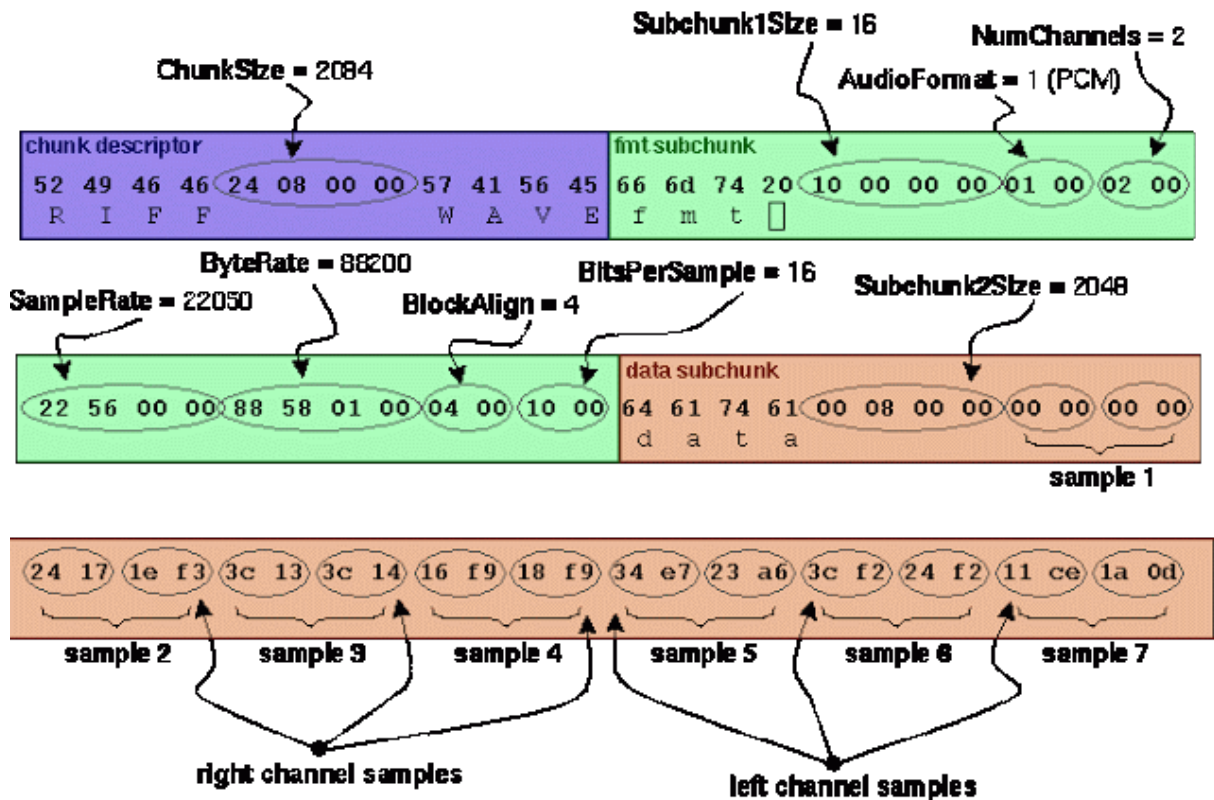 Subchunk1Size = 16
NumChannels = 2
ChunkSize = 2084
AudioFormat = 1 (PCM)
chunk descriptor
fmt subchunk
52 49 46 46 24 08 00 00 57 41 56 45 66 6d 74 20 10 00 00 00 01 00 02 00
R I F F W A V E f m t
ByteRate = 88200
BitsPerSample = 16
Subchunk2Size = 2048
SampleRate = 22050
BlockAlign = 4
data subchunk
22 56 00 00 88 58 01 00 04 00 10 00 64 61 74 61 00 08 00 00 00 00 00 00
d a t a
sample 1
24 17 1e f3 3c 13 3c 14 16 f9 18 f9 34 e7 23 a6 3c f2 24 f2 11 ce 1a 0d
sample 2 sample 3 sample 4 sample 5 sample 6 sample 7
right channel samples
left channel samples